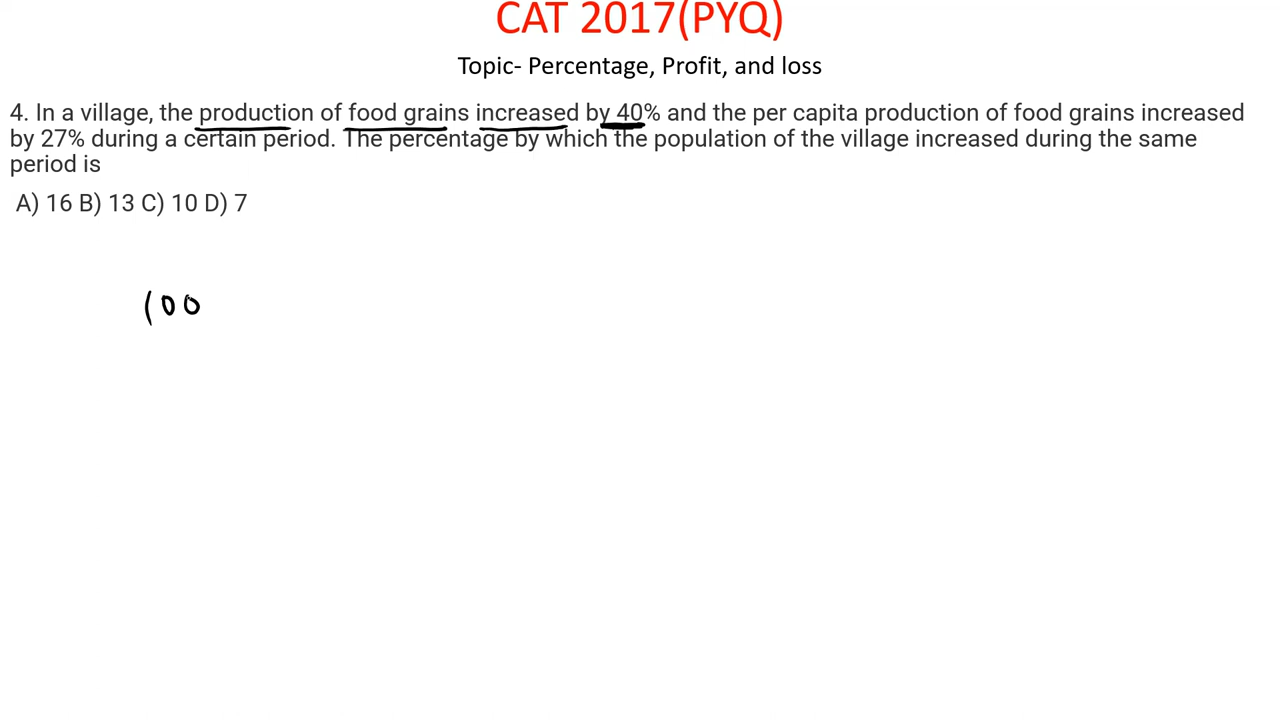 CAT 2017(PYQ)
Topic- Percentage, Profit, and loss
4. In a village, the production of food grains increased by 40% and the per capita production of food grains increased
by 27% during a certain period. The percentage by which the population of the village increased during the same
period is
A) 16 B) 13 C) 10 D) 7
100